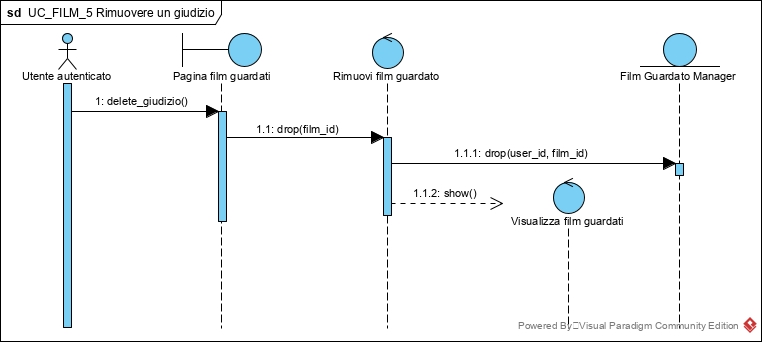 sd UC_FILM_5 Rimuovere un giudizio
Utente autenticato
Pagina film guardati
Rimuovi film guardato
Film Guardato Manager
1: delete_giudizio()
1.1: drop(film_id)
1.1.1: drop(user_id, film_id)
1.1.2: show()
Visualizza film guardati
Powered By Visual Paradigm Community Edition